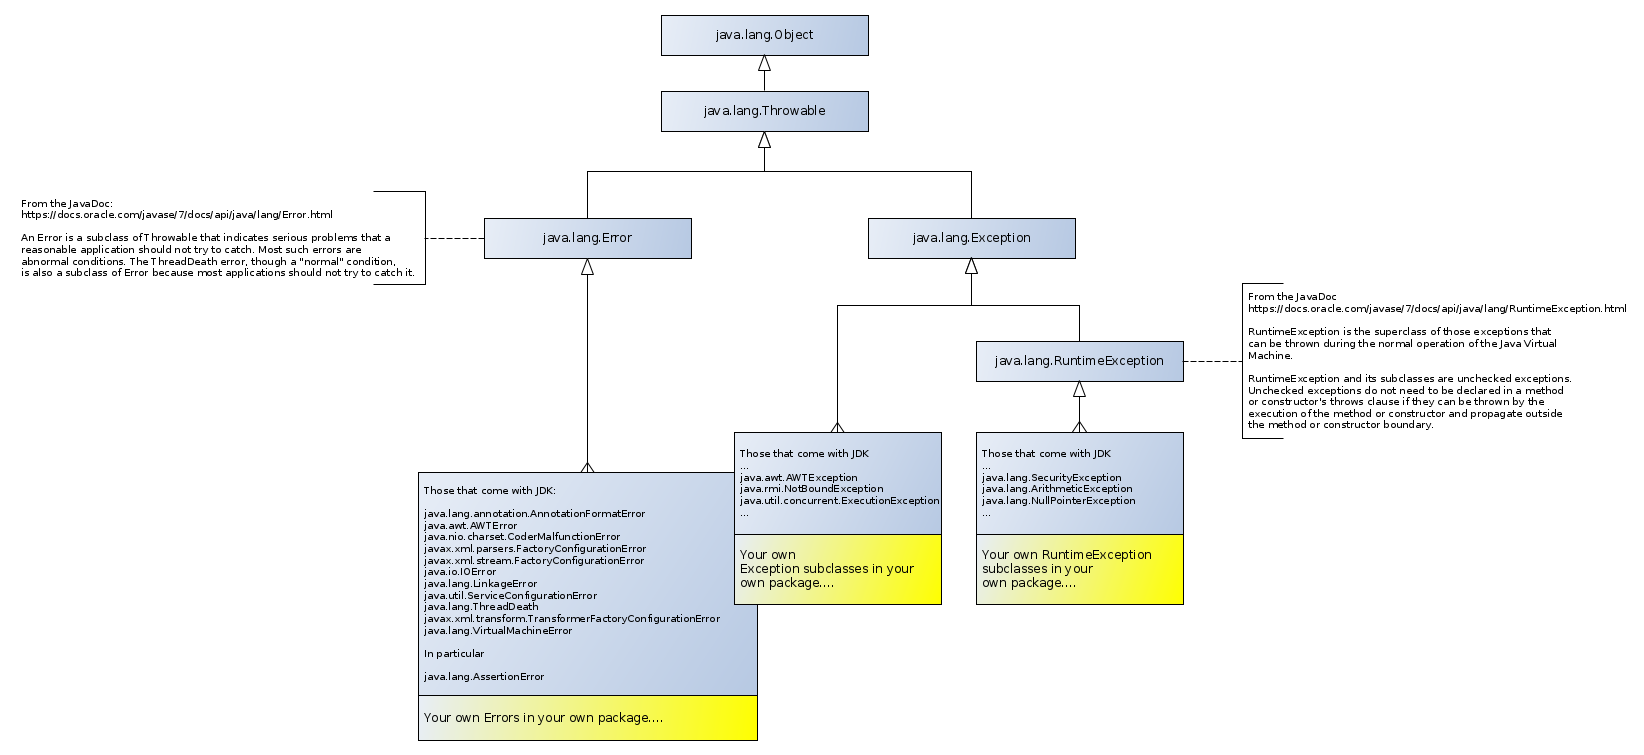 java.lang.Object
java.lang.Throwable
From the JavaDoc:
https://docs.oracle.com/javase/7/docs/api/java/lang/Error.html
An Error is a subclass of Throwable that indicates serious problems that a
reasonable application should not try to catch. Most such errors are
abnormal conditions. The ThreadDeath error, though a "normal" condition,
is also a subclass of Error because most applications should not try to catch it.
java.lang.Error
java.lang.Exception
From the JavaDoc
https://docs.oracle.com/javase/7/docs/api/java/lang/RuntimeException.html
RuntimeException is the superclass of those exceptions that
can be thrown during the normal operation of the Java Virtual
Machine.
RuntimeException and its subclasses are unchecked exceptions.
Unchecked exceptions do not need to be declared in a method
or constructor's throws clause if they can be thrown by the
execution of the method or constructor and propagate outside
the method or constructor boundary.
java.lang.RuntimeException
Those that come with JDK:
java.lang.annotation.AnnotationFormatError
java.awt.AWTError
java.nio.charset.CoderMalfunctionError
javax.xml.parsers.FactoryConfigurationError
javax.xml.stream.FactoryConfigurationError
java.io.IOError
java.lang.LinkageError
java.util.ServiceConfigurationError
java.lang.ThreadDeath
javax.xml.transform.TransformerFactoryConfigurationError
java.lang.VirtualMachineError
In particular
java.lang.AssertionError
Your own Errors in your own package....
Those that come with JDK
...
java.awt.AWTException
java.rmi.NotBoundException
java.util.concurrent.ExecutionException
...
Your own
Exception subclasses in your
own package....
Those that come with JDK
...
java.lang.SecurityException
java.lang.ArithmeticException
java.lang.NullPointerException
...
Your own RuntimeException
subclasses in your
own package....